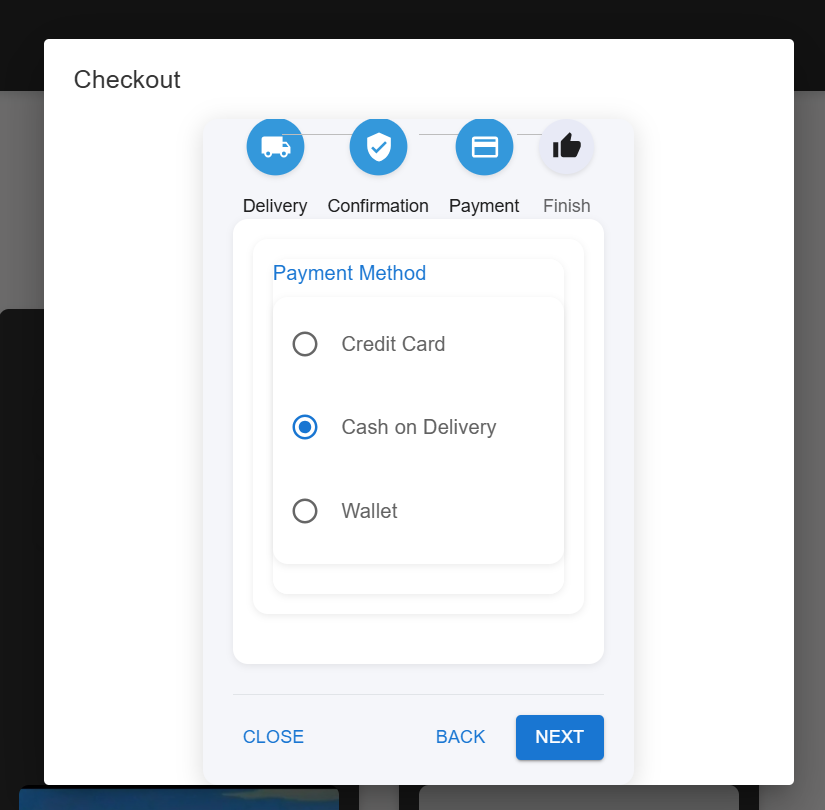 Checkout
Delivery Confirmation Payment Finish
Payment Method
Credit Card
Cash on Delivery
Wallet
CLOSE BACK NEXT